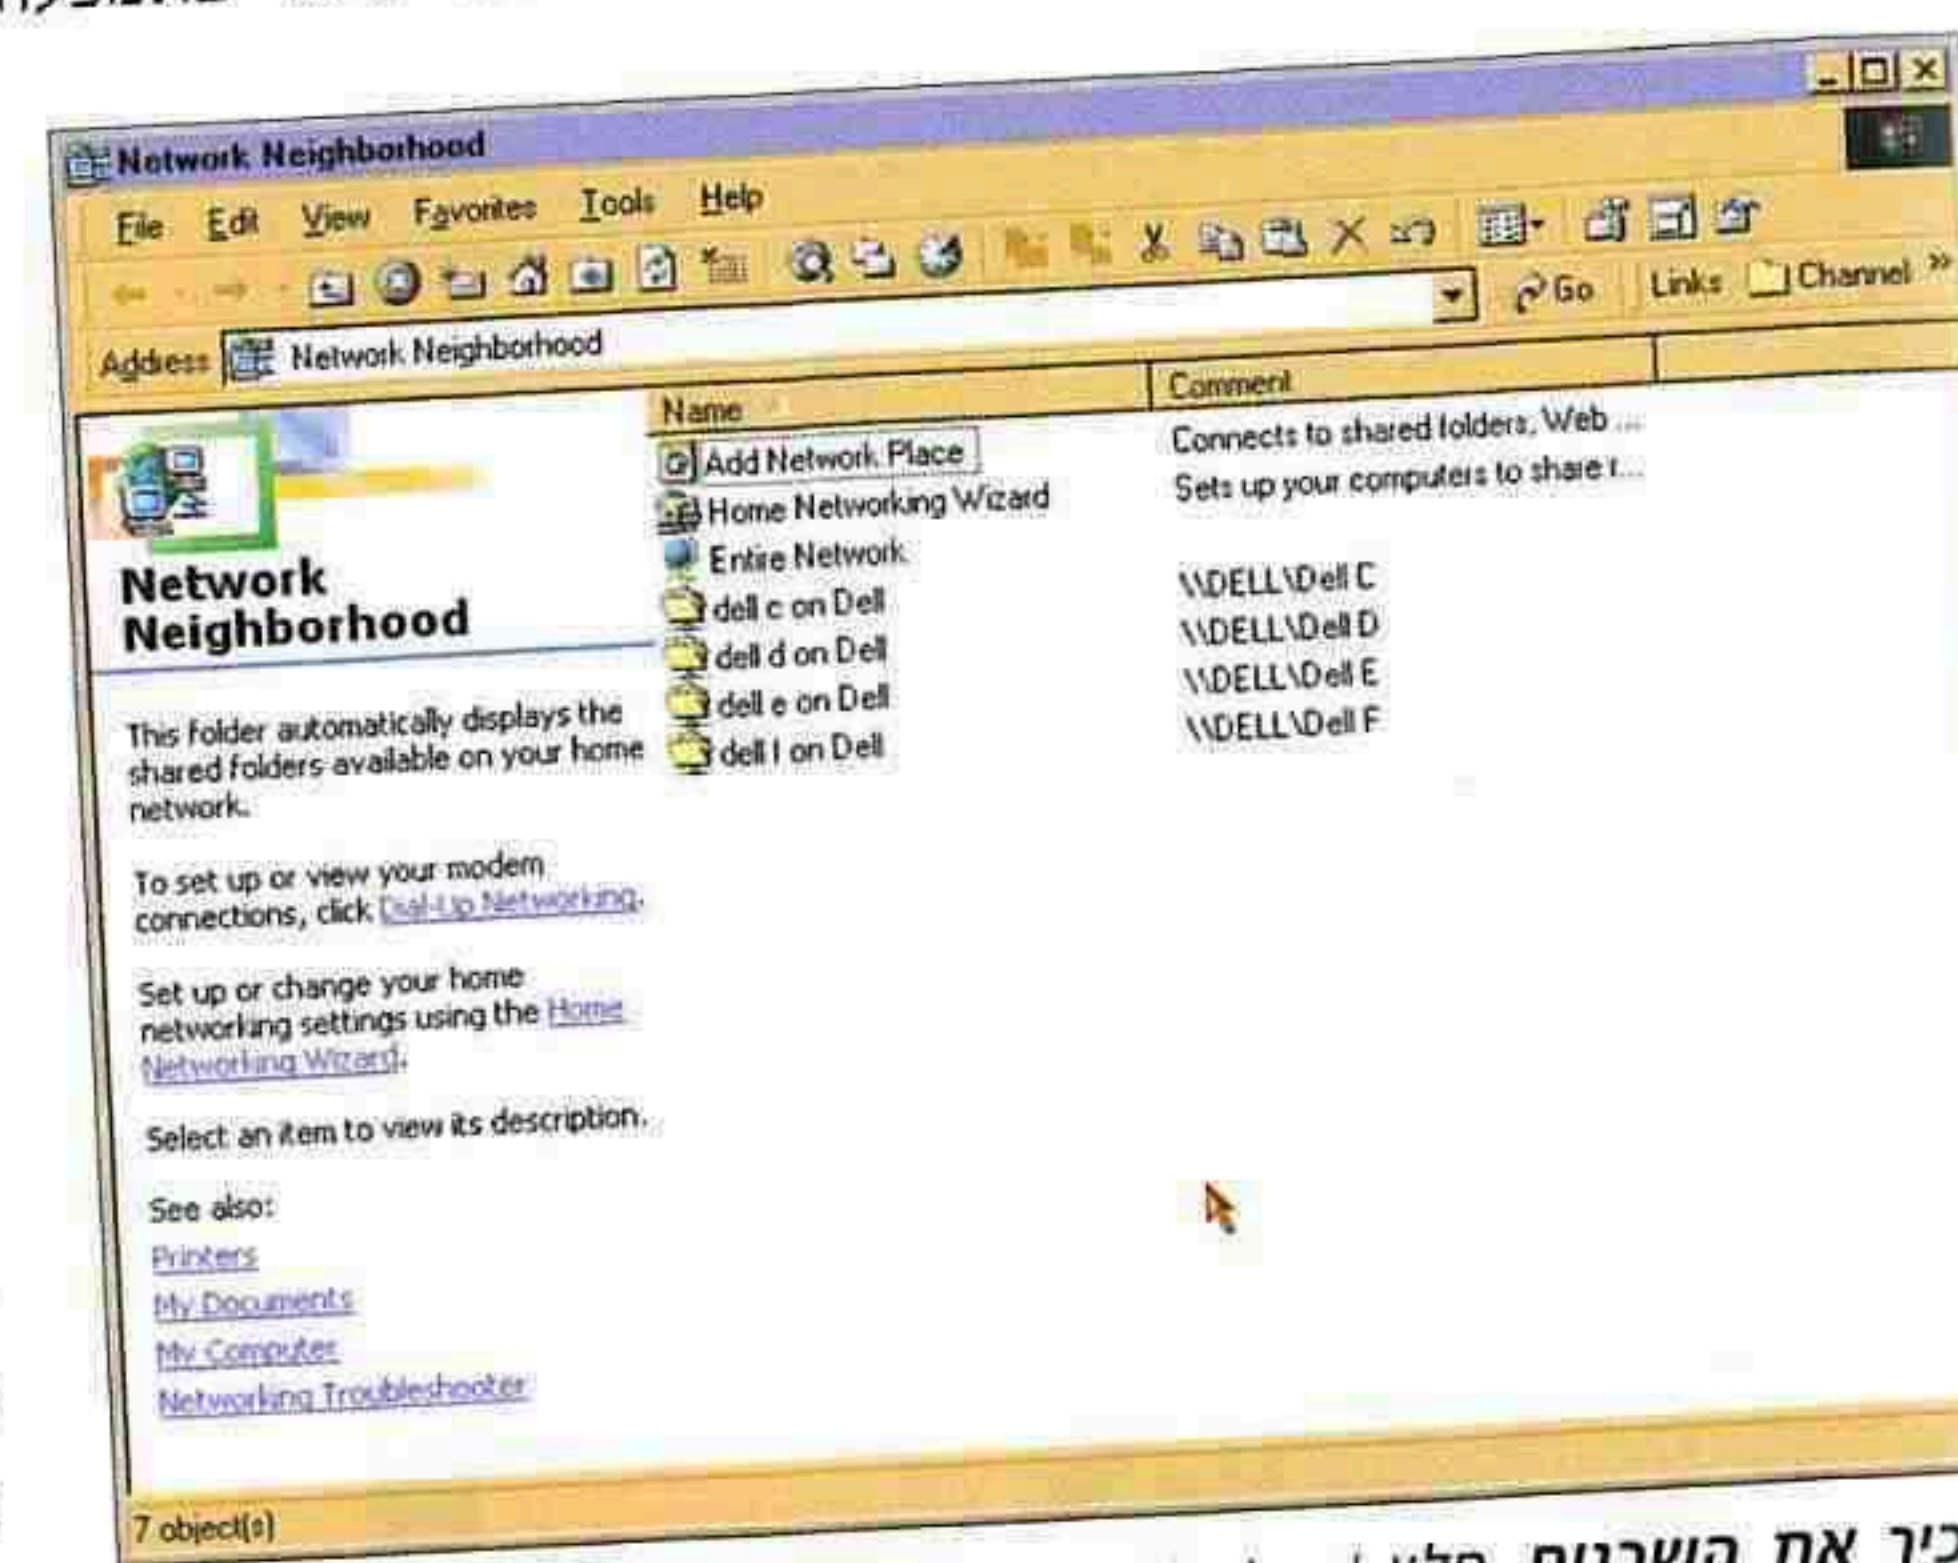 Network Neighborhood
File Edit View Favorites Tools Help
Go Links Channel »
Address Network Neighborhood
Name Comment
Add Network Place Connects to shared folders, Web ...
Home Networking Wizard Sets up your computers to share r...
Entire Network
dell c on Dell \\DELL\Dell C
dell d on Dell \\DELL\Dell D
dell e on Dell \\DELL\Dell E
dell f on Dell \\DELL\Dell F
Network
Neighborhood
This folder automatically displays the
shared folders available on your home
network.
To set up or view your modem
connections, click Dial-Up Networking.
Set up or change your home
networking settings using the Home
Networking Wizard.
Select an item to view its description.
See also:
Printers
My Documents
My Computer
Networking Troubleshooter
7 object(s)
את השכנים